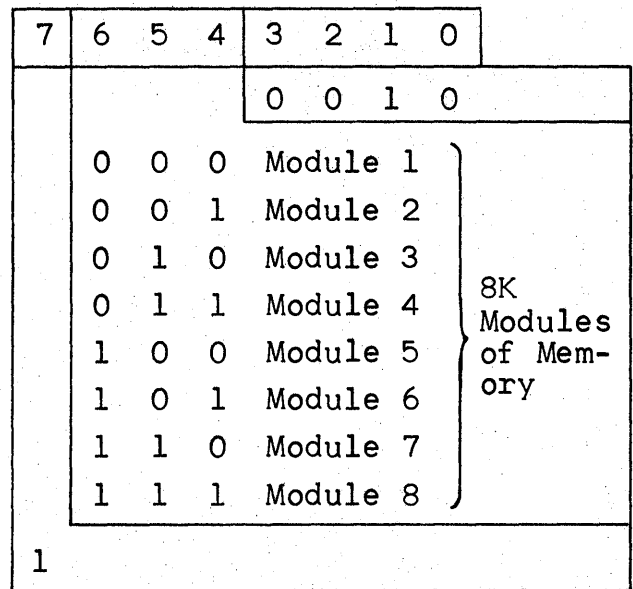 7 6 5 4 3 2 1 0
0 0 1 0
0 0 0 Module 1
0 0 1 Module 2
0 1 0 Module 3
0 1 1 Module 4
1 0 0 Module 5
1 0 1 Module 6
1 1 0 Module 7
1 1 1 Module 8
8K
Modules
of Mem-
ory
1